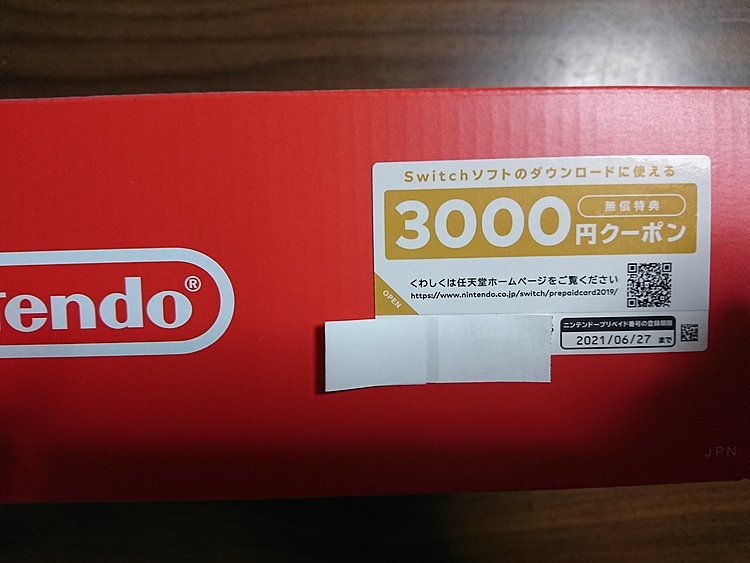 tendo®
Switchソフトのダウンロードに使える
3000円クーポン
無償特典
くわしくは任天堂ホームページをご覧ください
https://www.nintendo.co.jp/switch/prepaidcard2019/
OPEN
ニンテンドープリペイド番号の登録期限
2021/06/27 まで
JPN